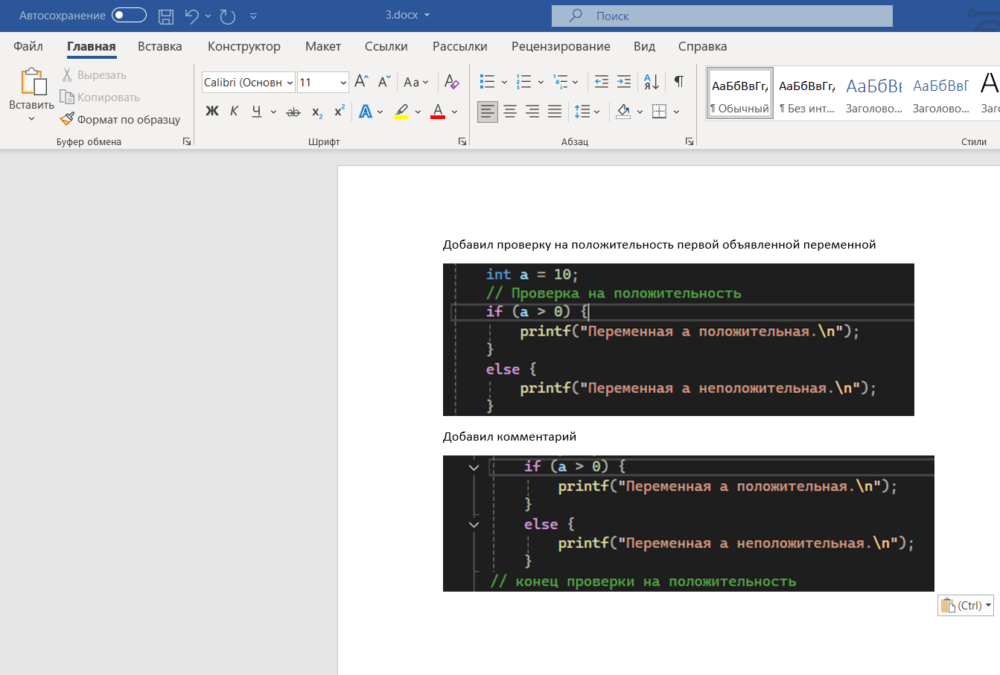 Автосохранение
3.docx
Поиск
Файл Главная Вставка Конструктор Макет Ссылки Рассылки Рецензирование Вид Справка
Вставить
Вырезать
Копировать
Формат по образцу
Буфер обмена
Calibri (Основн 11
Ж К Ч ab x₂ x² A A
Шрифт
Абзац
АаБбВвГг, АаБбВвГг, АаБбВв АаБбВвГ
¶ Обычный ¶ Без инт... Заголово... Заголово... Заго
Стили
Добавил проверку на положительность первой объявленной переменной
int a = 10;
// Проверка на положительность
if (a > 0) {
printf("Переменная а положительная.\n");
}
else {
printf("Переменная а неположительная.\n");
}
Добавил комментарий
if (a > 0) {
printf("Переменная а положительная.\n");
}
else {
printf("Переменная а неположительная.\n");
}
// конец проверки на положительность
(Ctrl)